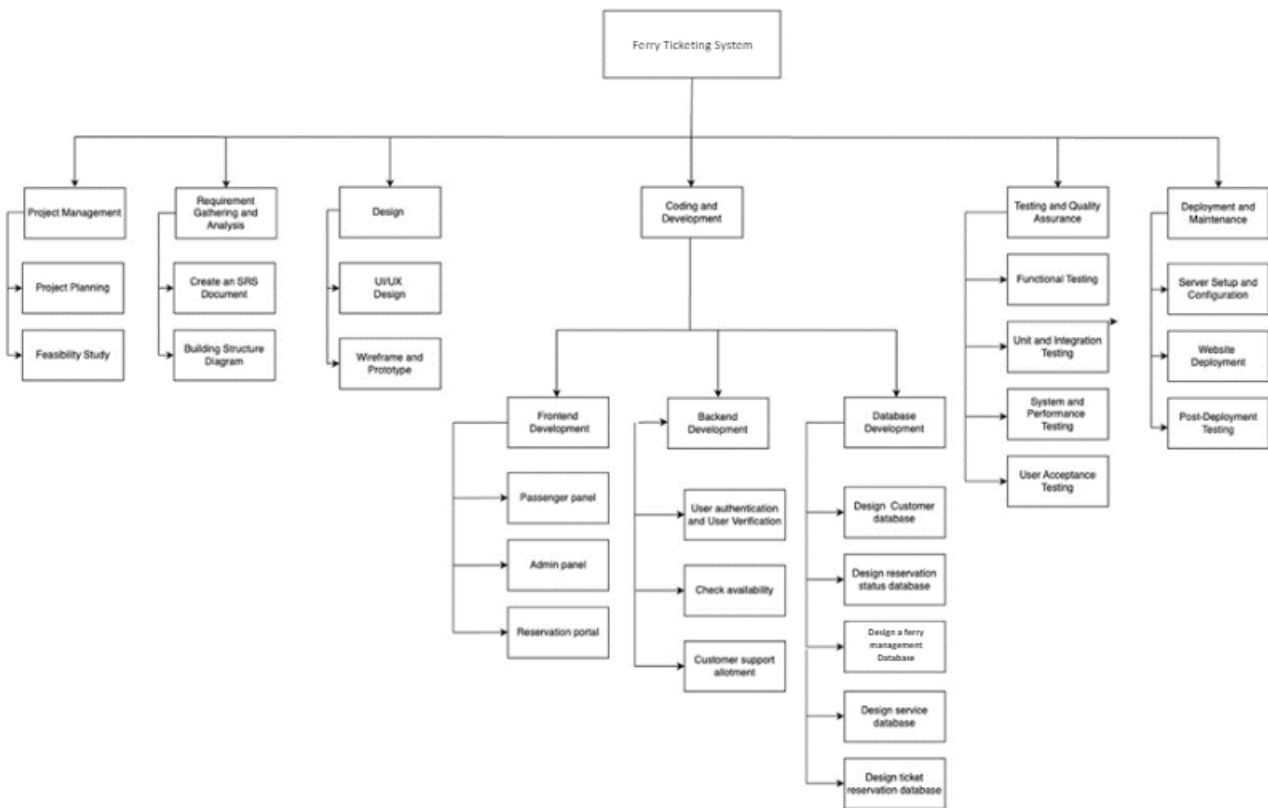 Ferry Ticketing System
Project Management
Project Planning
Feasibility Study
Requirement
Gathering and
Analysis
Create an SRS
Document
Building Structure
Diagram
Design
UI/UX
Design
Wireframe and
Prototype
Coding and
Development
Frontend
Development
Passenger panel
Admin panel
Reservation portal
Backend
Development
User authentication
and User Verification
Check availability
Customer support
allotment
Database
Development
Design Customer
database
Design reservation
status database
Design a ferry
management
Database
Design service
database
Design ticket
reservation database
Testing and Quality
Assurance
Functional Testing
Unit and Integration
Testing
System and
Performance
Testing
User Acceptance
Testing
Deployment and
Maintenance
Server Setup and
Configuration
Website
Deployment
Post-Deployment
Testing